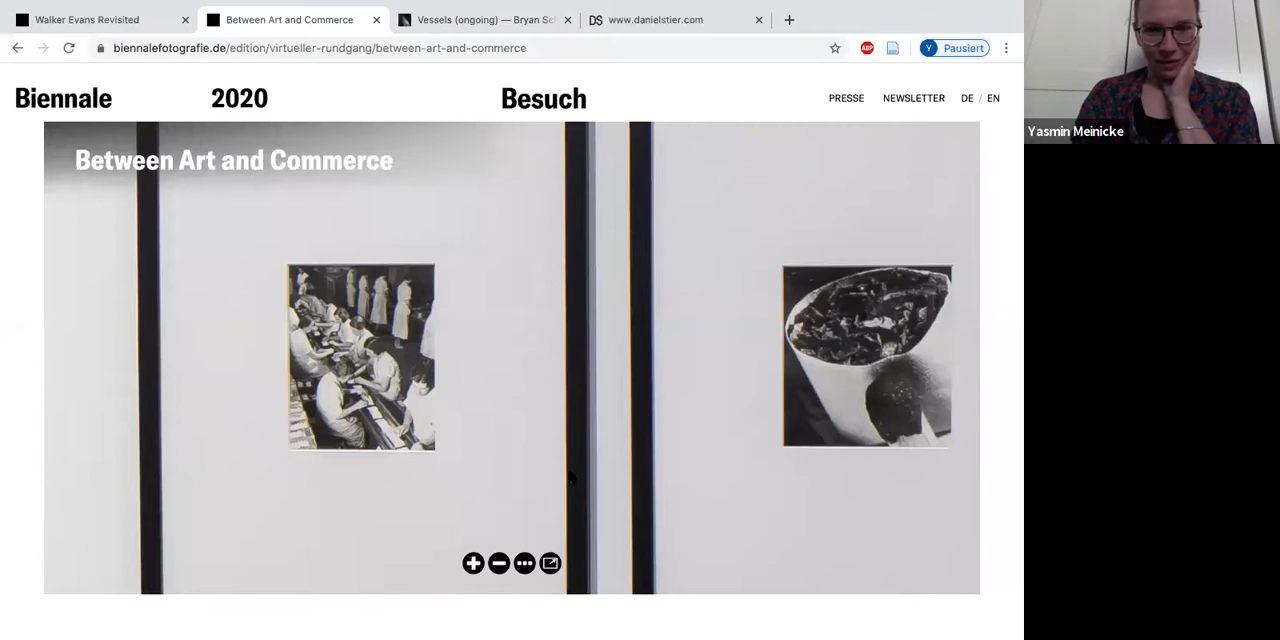 Walker Evans Revisited
Between Art and Commerce
Vessels (ongoing) — Bryan Sc
DS www.danielstier.com
biennalefotografie.de/edition/virtueller-rundgang/between-art-and-commerce
ABP
Y Pausiert
Biennale 2020 Besuch PRESSE NEWSLETTER DE / EN
Between Art and Commerce
Yasmin Meinicke